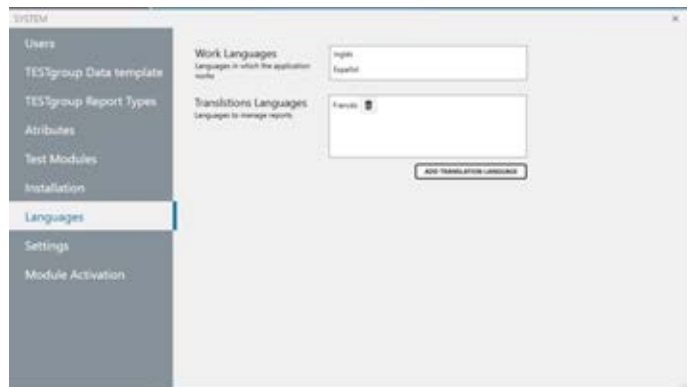 SYSTEM
Users
TESTgroup Data template
TESTgroup Report Types
Atributes
Test Modules
Installation
Languages
Settings
Module Activation
Work Languages
Languages in which the application
works
Inglés
Español
Translstions Languages
Languages to manage reports
Francés
ADD TRANSLATION LANGUAGE